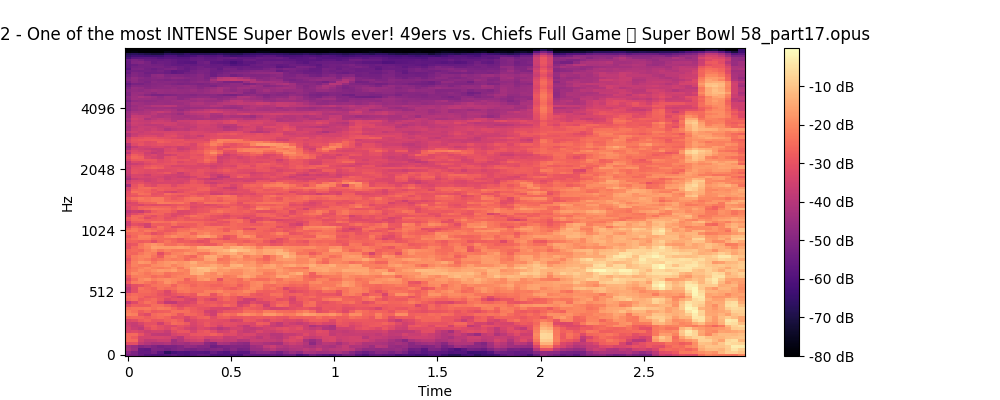 2 - One of the most INTENSE Super Bowls ever! 49ers vs. Chiefs Full Game  Super Bowl 58_part17.opus
4096
2048
1024
512
0
Hz
0 0.5 1 1.5 2 2.5
Time
-10 dB
-20 dB
-30 dB
-40 dB
-50 dB
-60 dB
-70 dB
-80 dB